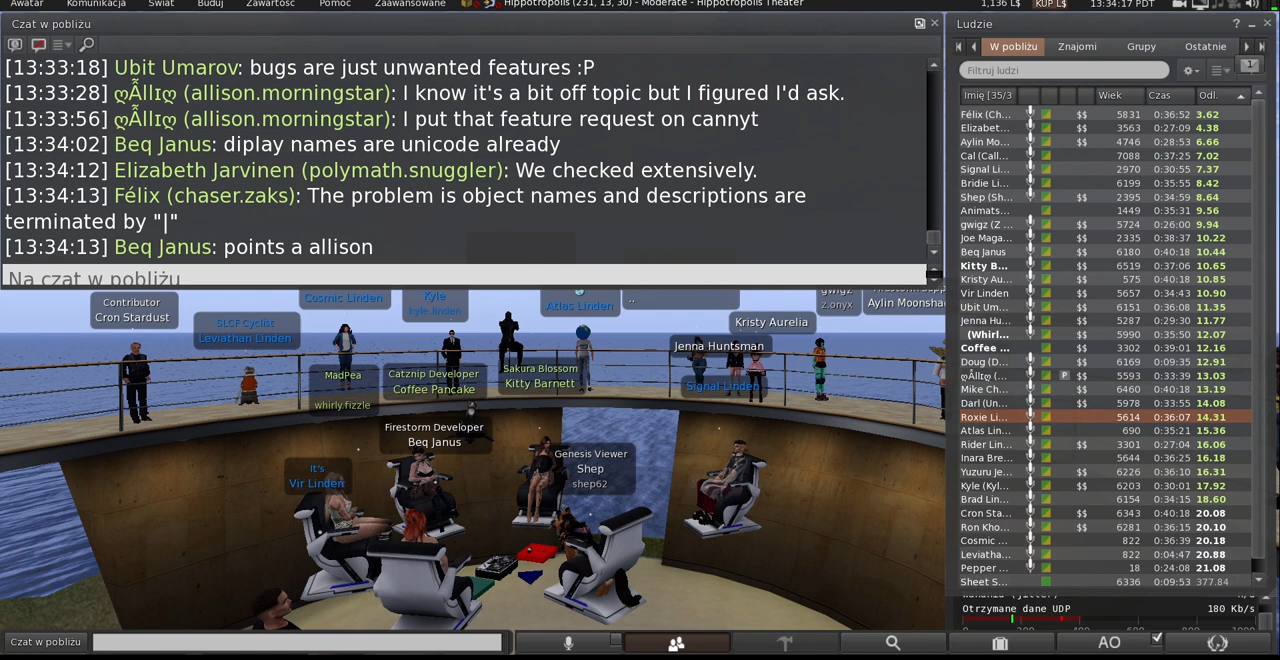 Awatar Komunikacja Świat Buduj Zawartość Pomoc Zaawansowane Hippotropolis (231, 13, 30) - Moderate - Hippotropolis Theater 1,136 L$ KUP L$ 13:34:17 PDT
Czat w pobliżu
[13:33:18] Ubit Umarov: bugs are just unwanted features :P
[13:33:28] ღÅllɪღ (allison.morningstar): I know it's a bit off topic but I figured I'd ask.
[13:33:56] ღÅllɪღ (allison.morningstar): I put that feature request on cannyt
[13:34:02] Beq Janus: diplay names are unicode already
[13:34:12] Elizabeth Jarvinen (polymath.snuggler): We checked extensively.
[13:34:13] Félix (chaser.zaks): The problem is object names and descriptions are
terminated by "|"
[13:34:13] Beq Janus: points a allison
Na czat w pobliżu
Contributor
Cron Stardust
SLCF Cyclist
Leviathan Linden
Cosmic Linden
Kyle
kyle.linden
Atlas Linden
..
gwigz
z.onyx
Aylin Moonsha
Kristy Aurelia
Jenna Huntsman
Signal Linden
MadPea
whirly.fizzle
Catznip Developer
Coffee Pancake
Sakura Blossom
Kitty Barnett
Firestorm Developer
Beq Janus
Genesis Viewer
Shep
shep62
It's
Vir Linden
Ludzie
W pobliżu Znajomi Grupy Ostatnie
Filtruj ludzi
1
Imię [35/3 Wiek Czas Odl.
Félix (Ch... $$ 5831 0:36:52 3.62
Elizabet... $$ 3563 0:27:09 4.38
Aylin Mo... $$ 4746 0:28:53 6.66
Cal (Call... 7088 0:37:25 7.02
Signal Li... 2970 0:30:55 7.37
Bridie Li... 6199 0:35:55 8.42
Shep (Sh... $$ 2395 0:34:59 8.64
Animats... 1449 0:35:31 9.56
gwigz (Z ... $$ 5724 0:26:00 9.94
Joe Maga... $$ 2335 0:38:37 10.22
Beq Janus $$ 6180 0:40:18 10.44
Kitty B... $$ 6519 0:37:06 10.65
Kristy Au... $$ 575 0:40:18 10.85
Vir Linden 5657 0:34:43 10.90
Ubit Um... $$ 6151 0:36:08 11.35
Jenna Hu... $$ 5287 0:29:30 11.77
(Whirl... $$ 5990 0:35:50 12.07
Coffee ... $$ 3302 0:39:01 12.16
Doug (D... $$ 6169 0:09:35 12.91
ღÅllɪღ (... P $$ 5593 0:33:39 13.03
Mike Ch... $$ 6460 0:40:18 13.19
Darl (Un... $$ 5978 0:33:55 14.08
Roxie Li... 5614 0:36:07 14.31
Atlas Lin... 690 0:35:21 15.36
Rider Lin... $$ 3301 0:27:04 16.06
Inara Bre... 5644 0:36:25 16.18
Yuzuru Je... $$ 6226 0:36:10 16.31
Kyle (Kyl... $$ 6203 0:30:01 17.92
Brad Lin... 6154 0:34:15 18.60
Cron Sta... $$ 6343 0:40:18 20.08
Ron Kho... $$ 6281 0:36:15 20.10
Cosmic ... 822 0:36:39 20.18
Leviatha... 822 0:04:47 20.88
Pepper ... 18 0:24:08 21.08
Sheet S... 6336 0:09:53 377.84
Otrzymane dane UDP 180 Kb/s
Czat w pobliżu AO